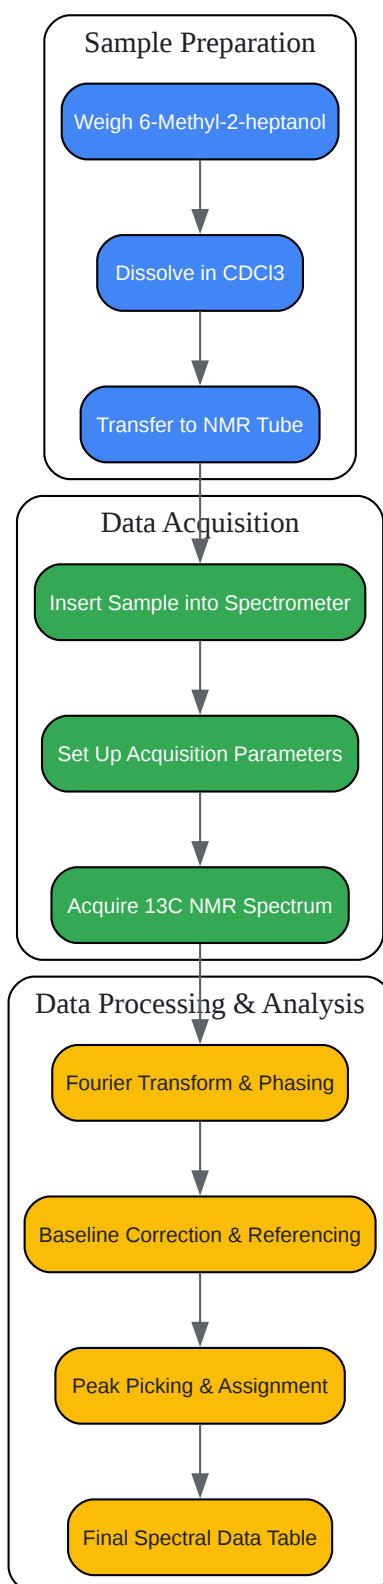 Sample Preparation
Weigh 6-Methyl-2-heptanol
Dissolve in CDCl3
Transfer to NMR Tube
Data Acquisition
Insert Sample into Spectrometer
Set Up Acquisition Parameters
Acquire 13C NMR Spectrum
Data Processing & Analysis
Fourier Transform & Phasing
Baseline Correction & Referencing
Peak Picking & Assignment
Final Spectral Data Table